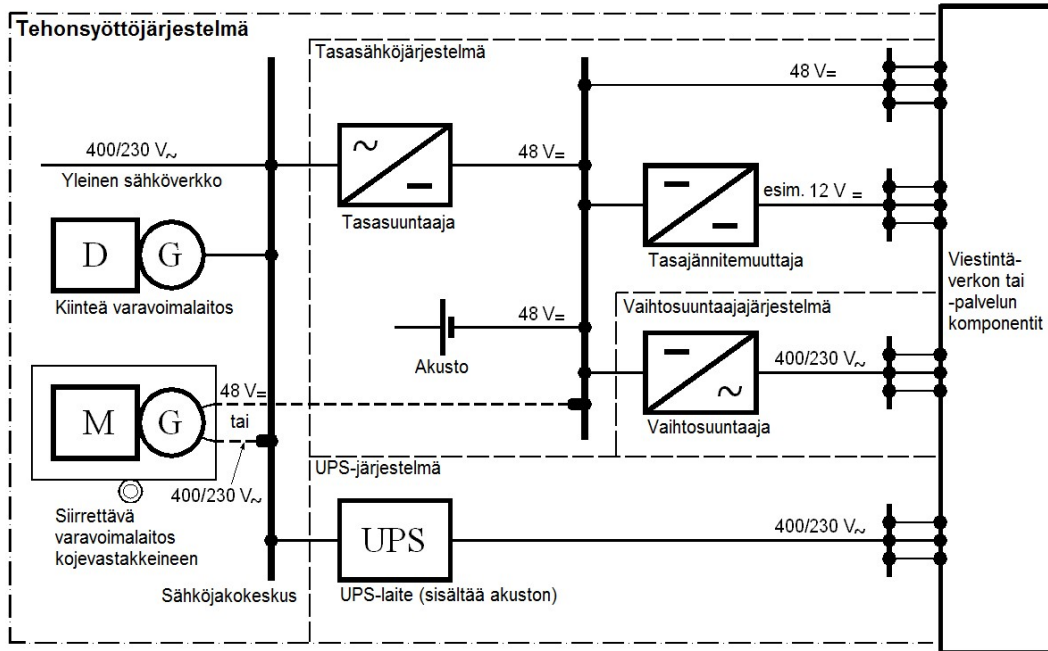 Tehonsyöttöjärjestelmä
Tasasähköjärjestelmä
48 V=
400/230 V~
Yleinen sähköverkko
~
48 V=
Tasasuuntaaja
esim. 12 V =
Tasajännitemuuttaja
D
G
Kiinteä varavoimalaitos
Viestintä-
verkon tai
-palvelun
komponentit
48 V=
Akusto
Vaihtosuuntaajajärjestelmä
~
400/230 V~
Vaihtosuuntaaja
M
G
48 V=
tai
400/230 V~
Siirrettävä
varavoimalaitos
kojevastakkeineen
UPS-järjestelmä
UPS
400/230 V~
UPS-laite (sisältää akuston)
Sähköjakokeskus